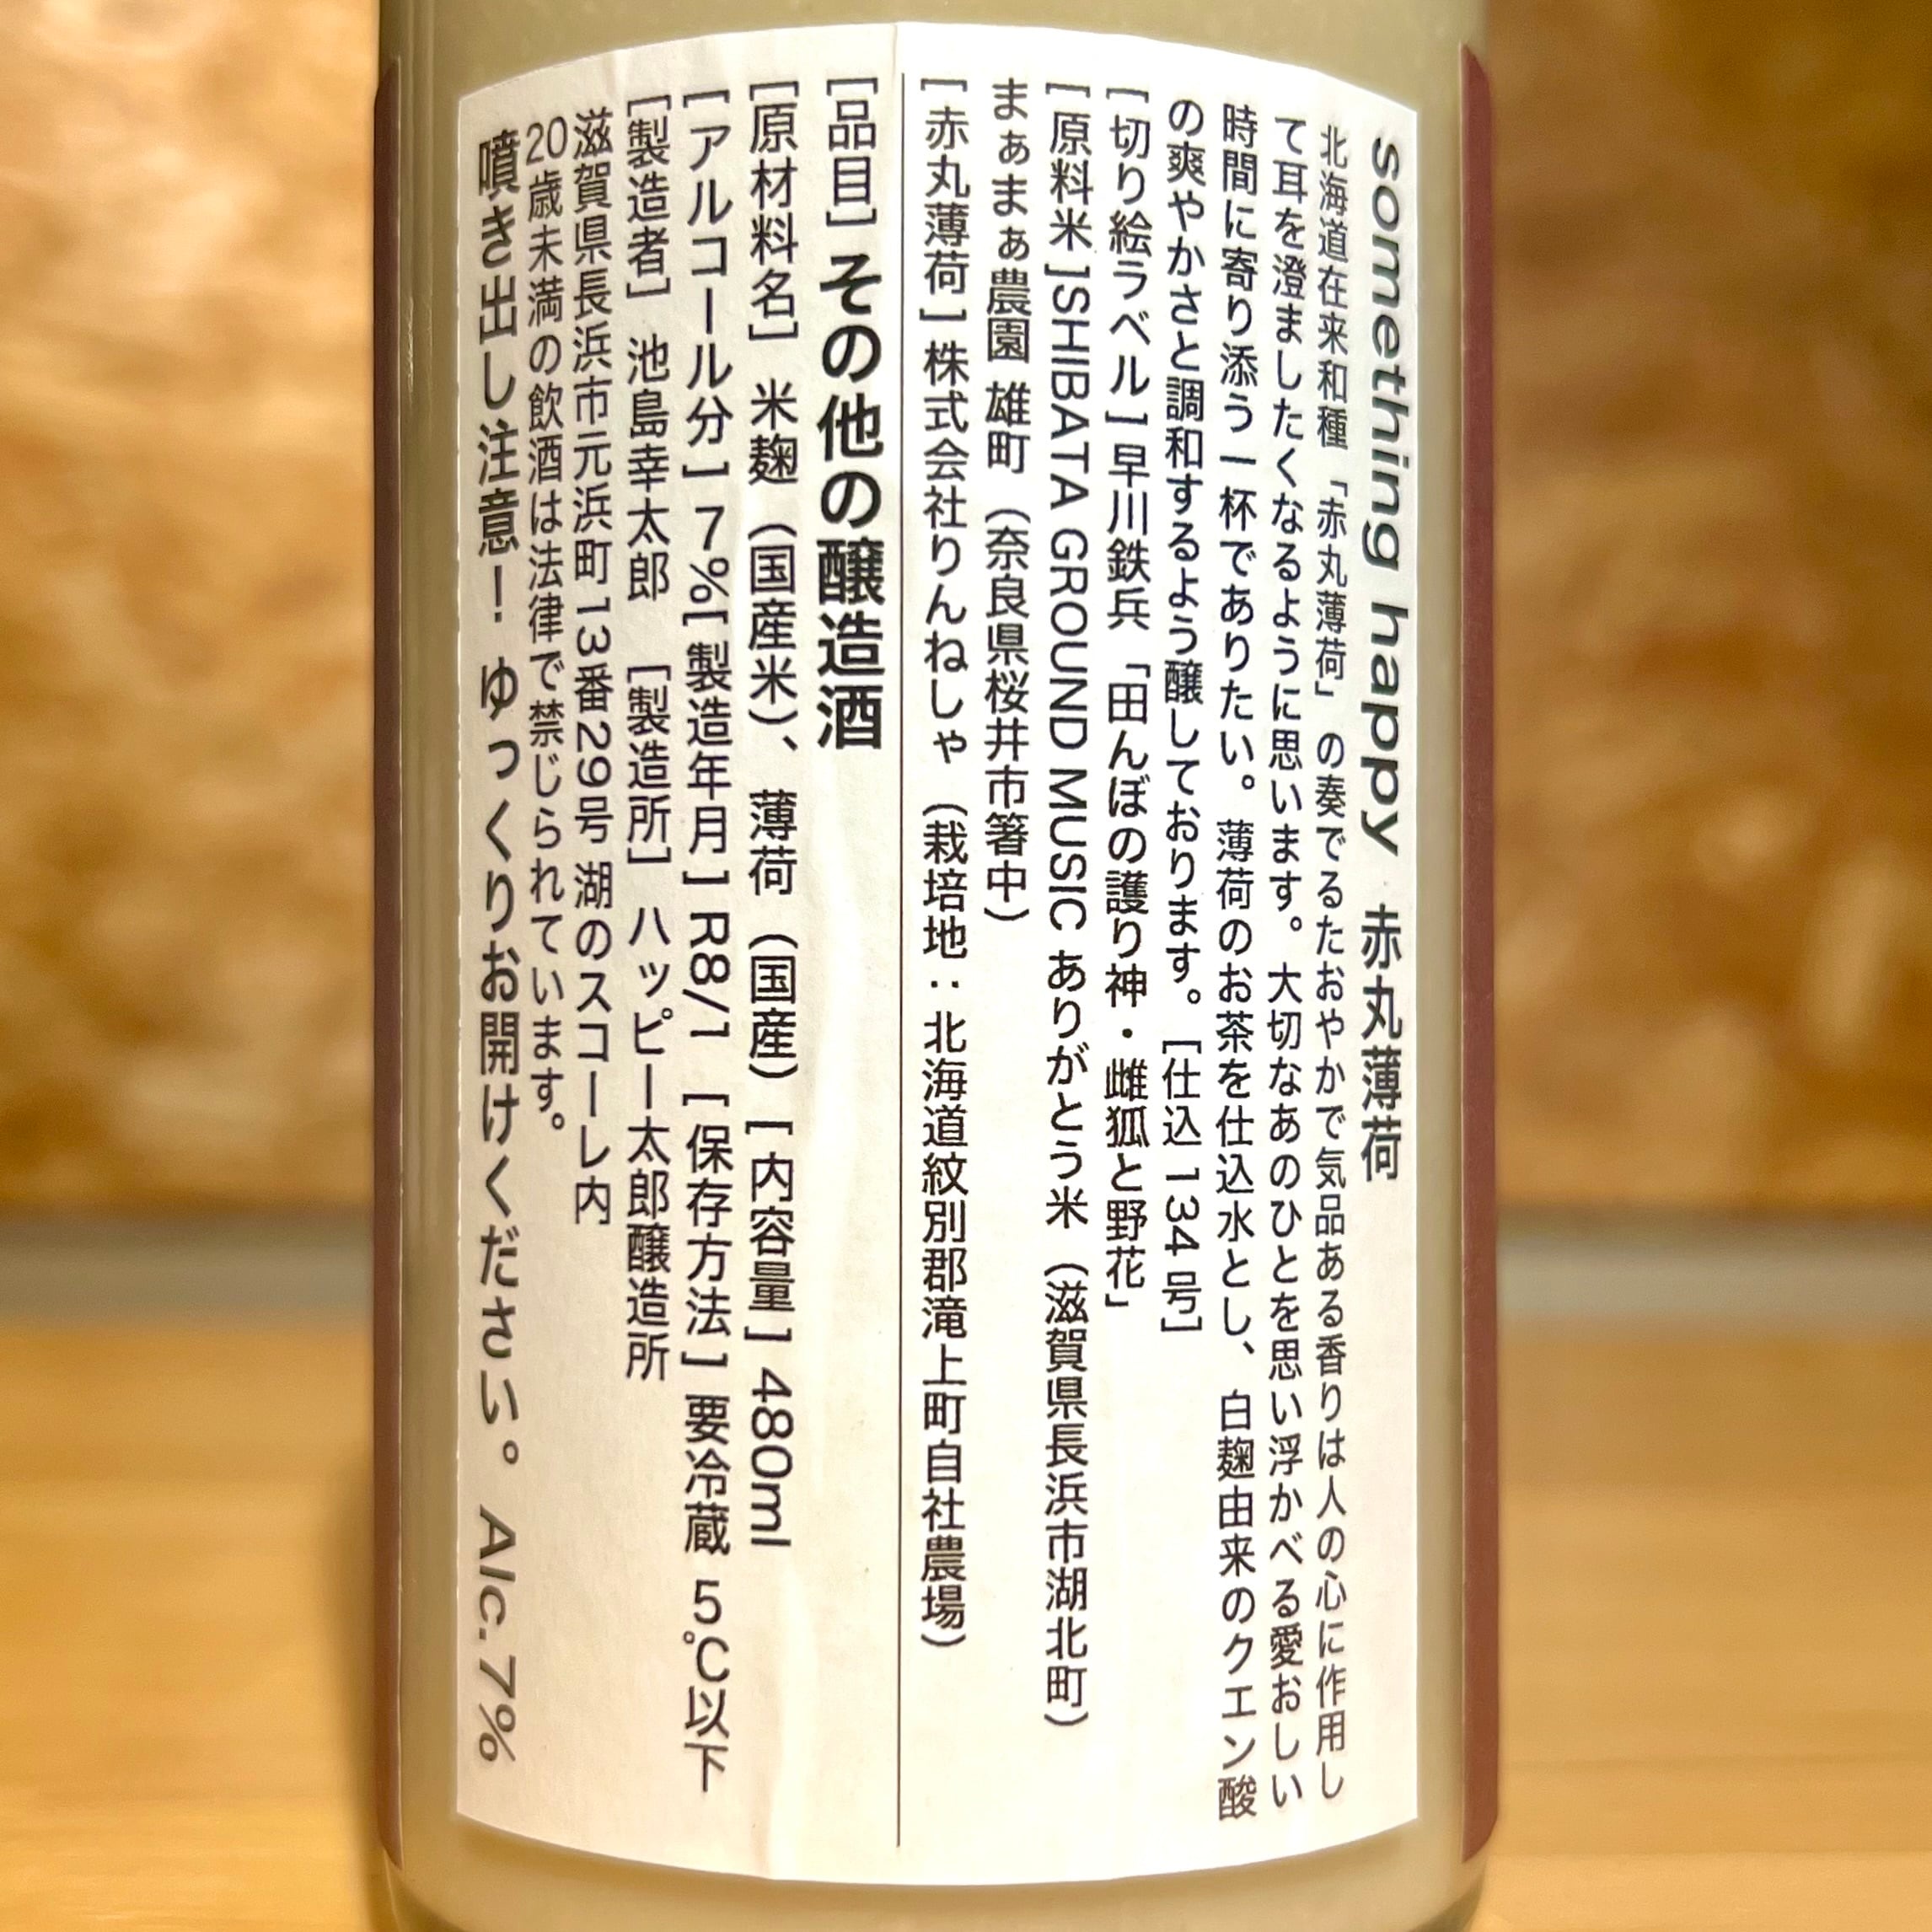 something happy 赤丸薄荷
北海道在来和種「赤丸薄荷」の奏でるたおやかで気品ある香りは人の心に作用し
て耳を澄ましたくなるように思います。大切なあのひとを思い浮かべる愛おしい
時間に寄り添う一杯でありたい。薄荷のお茶を仕込水とし、白麹由来のクエン酸
の爽やかさと調和するよう醸しております。[仕込134号]
[切り絵ラベル]早川鉄兵「田んぼの護り神・雌狐と野花」
[原料米]SHIBATA GROUND MUSIC ありがとう米（滋賀県長浜市湖北町）
まぁまぁ農園 雄町（奈良県桜井市箸中）
[赤丸薄荷]株式会社りんねしゃ（栽培地：北海道紋別郡滝上町自社農場）
[品目]その他の醸造酒
[原材料名] 米麹（国産米）、薄荷（国産）[内容量]480ml
[アルコール分]7%[製造年月]R8/1 [保存方法]要冷蔵 5℃以下
[製造者] 池島幸太郎 [製造所] ハッピー太郎醸造所
滋賀県長浜市元浜町13番29号 湖のスコーレ内
20歳未満の飲酒は法律で禁じられています。
噴き出し注意！ゆっくりお開けください。Alc.7%